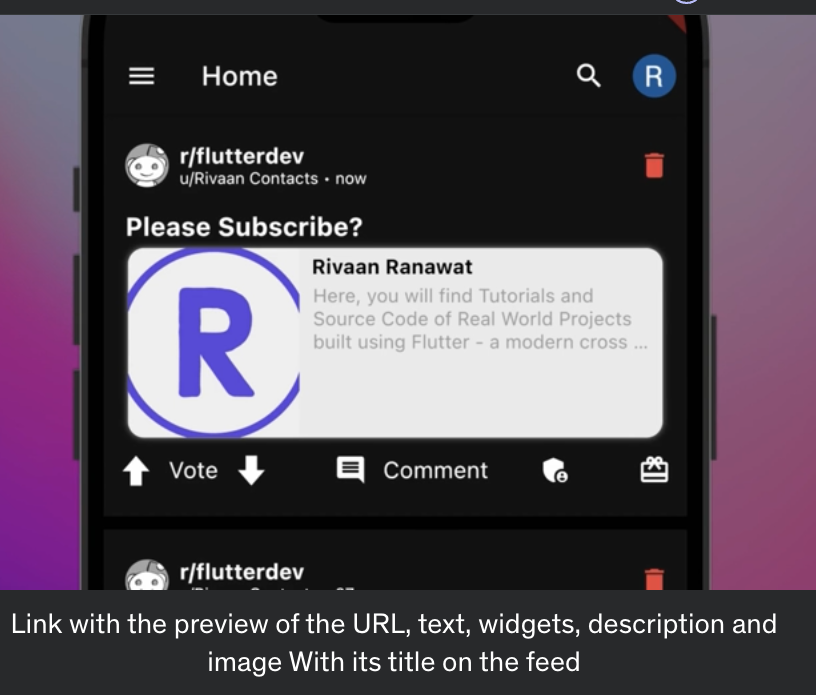 Home
R
r/flutterdev
u/Rivaan Contacts • now
Please Subscribe?
R
Rivaan Ranawat
Here, you will find Tutorials and
Source Code of Real World Projects
built using Flutter - a modern cross ...
Vote
Comment
r/flutterdev
Link with the preview of the URL, text, widgets, description and
image With its title on the feed